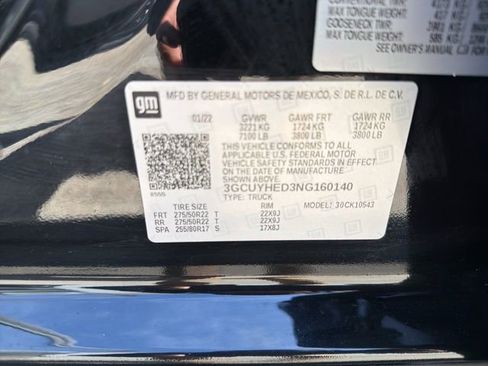 CONVENTIONAL TWR:
MAX TONGUE WEIGHT:
GOOSENECK TWR:
MAX TONGUE WEIGHT:
SEE OWNER'S MANUAL
gm
MFD BY GENERAL MOTORS DE MEXICO, S. DE R.L. DE C.V.
01/22 GVWR GAWR FRT GAWR RR
3221 KG 1724 KG 1724 KG
7100 LB 3800 LB 3800 LB
THIS VEHICLE CONFORMS TO ALL APPLICABLE
U.S. FEDERAL MOTOR
VEHICLE SAFETY STANDARDS IN EFFECT ON
THE DATE OF MANUFACTURE
SHOWN ABOVE.
3GCUYHED3NG160140
TYPE: TRUCK MODEL: 30CK10543
TIRE SIZE RIM
FRT 275/50R22 T 22X9J
RR 275/50R22 T 22X9J
SPA 255/80R17 S 17X8J